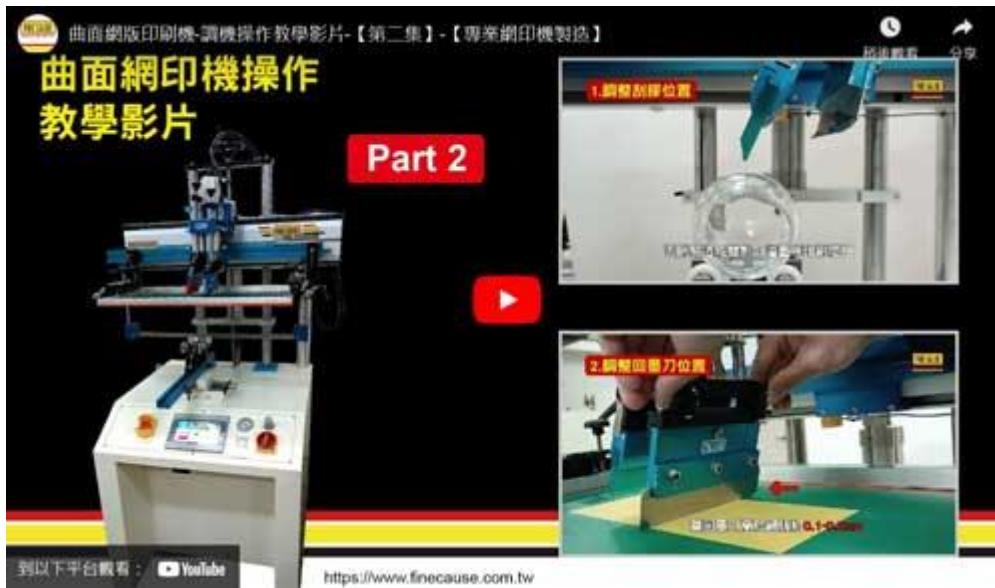 曲面網版印刷機-調機操作教學影片-【第二集】-【專業網印機製造】
稍後觀看
分享
曲面網印機操作
教學影片
Part 2
1.調整刮膠位置
2.調整回墨刀位置
到以下平台觀看：
YouTube
https://www.finecause.com.tw